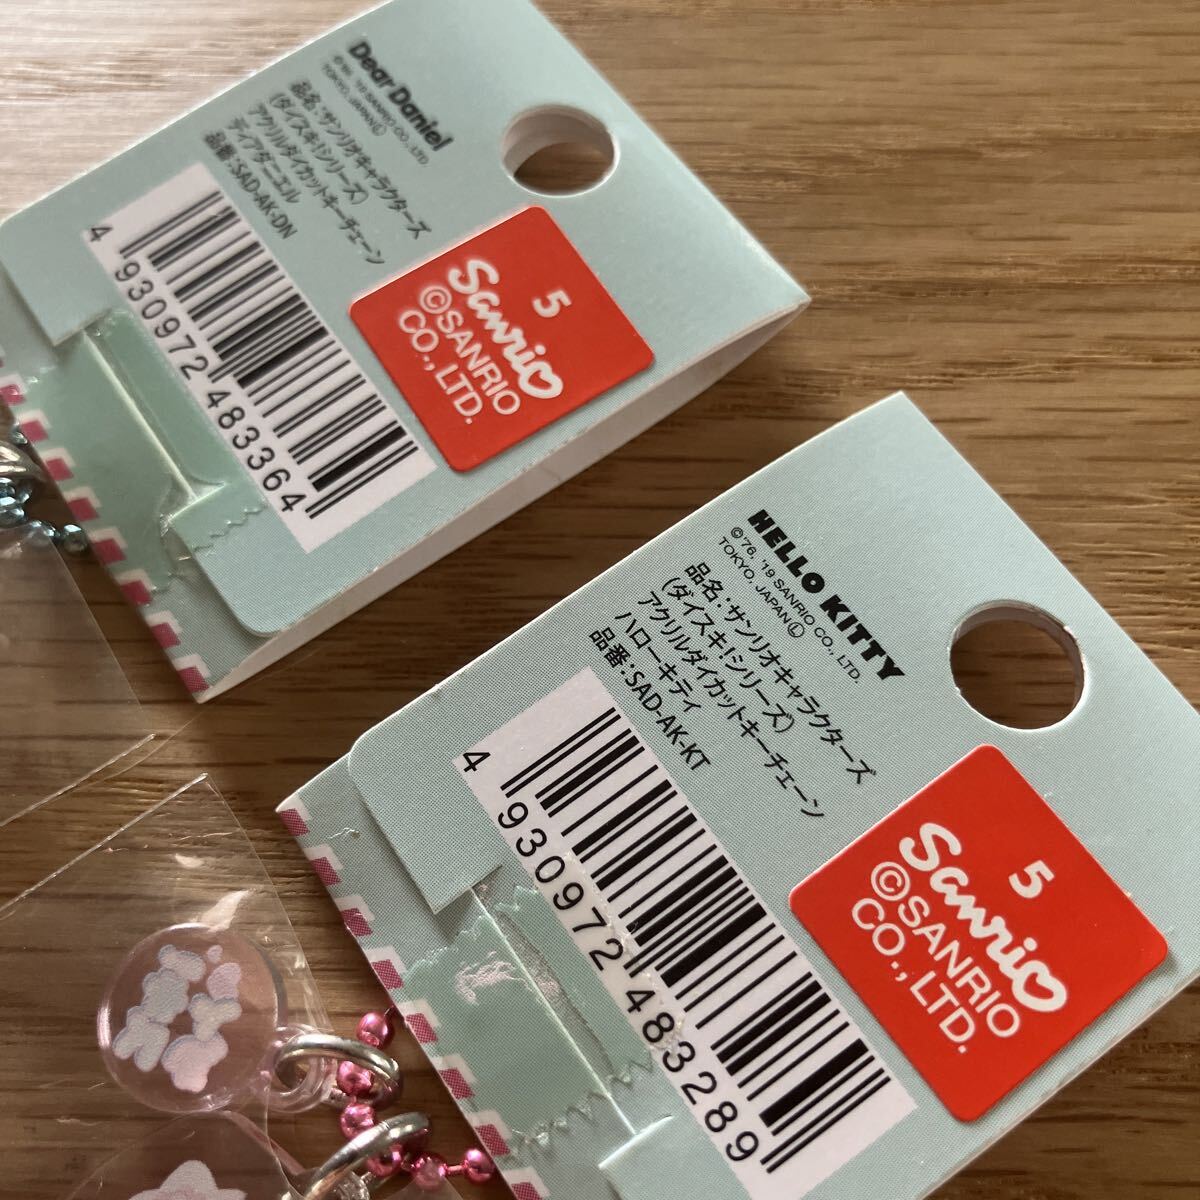 Dear Daniel
©'76, '19 SANRIO CO., LTD.
TOKYO, JAPAN Ⓛ
品名:サンリオキャラクターズ
(ダイスキ!シリーズ)
アクリルダイカットキーチェーン
ディアダニエル
品番:SAD-AK-DN
4 930972 483364
5
Sanrio
©SANRIO
CO., LTD.
HELLO KITTY
©'76, '19 SANRIO CO., LTD.
TOKYO, JAPAN Ⓛ
品名:サンリオキャラクターズ
(ダイスキ!シリーズ)
アクリルダイカットキーチェーン
ハローキティ
品番:SAD-AK-KT
4 930972 483289
5
Sanrio
©SANRIO
CO., LTD.